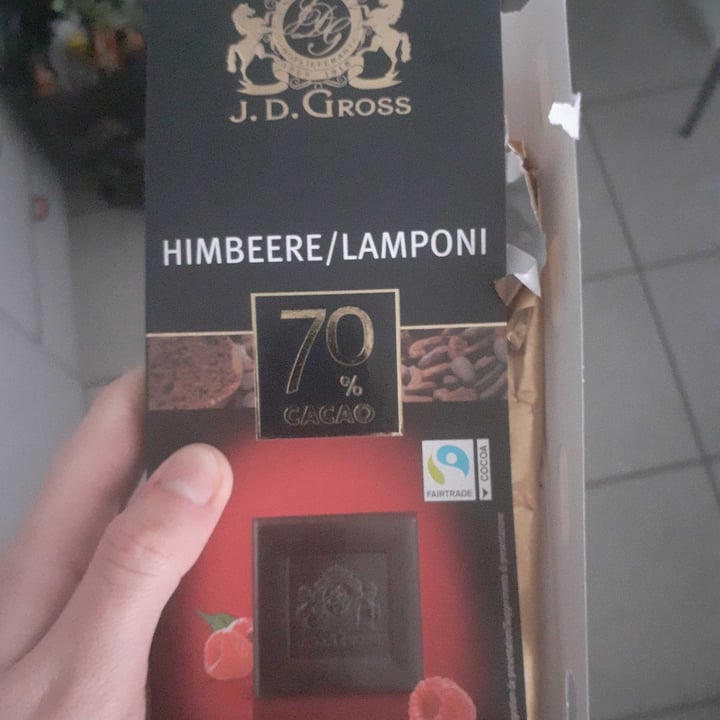 J.D. GROSS
HIMBEERE/LAMPONI
70
%
CACAO
FAIRTRADE
COCOA